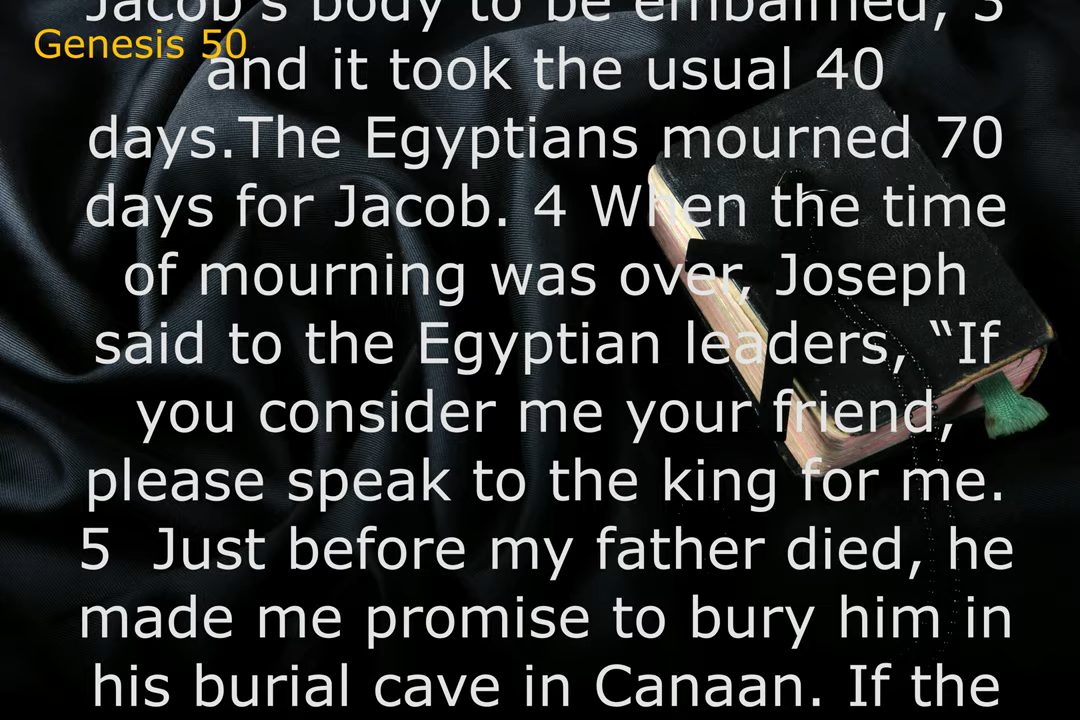 Jacob's body to be embalmed, 3
Genesis 50
and it took the usual 40
days.The Egyptians mourned 70
days for Jacob. 4 When the time
of mourning was over, Joseph
said to the Egyptian leaders, “If
you consider me your friend,
please speak to the king for me.
5  Just before my father died, he
made me promise to bury him in
his burial cave in Canaan. If the